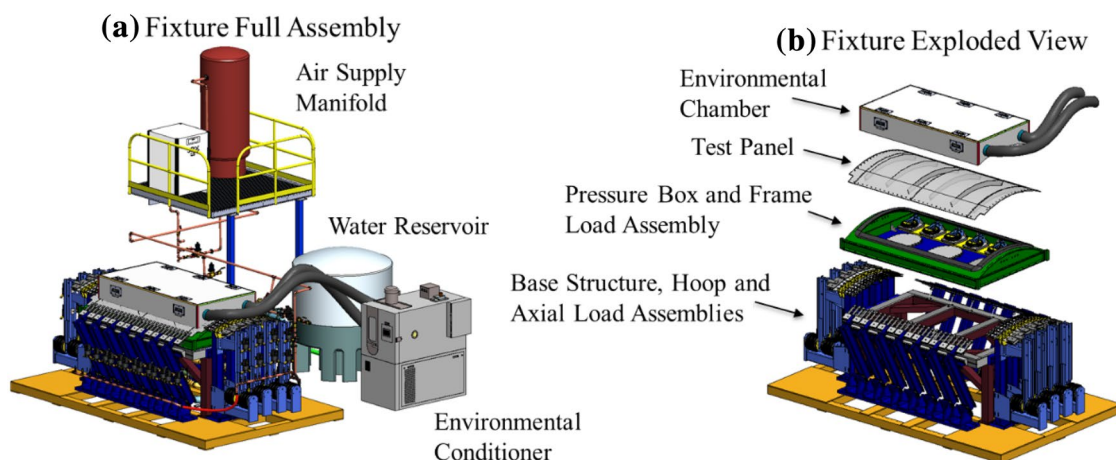 (a) Fixture Full Assembly
Air Supply
Manifold
Water Reservoir
Environmental
Conditioner
(b) Fixture Exploded View
Environmental
Chamber
Test Panel
Pressure Box and Frame
Load Assembly
Base Structure, Hoop and
Axial Load Assemblies